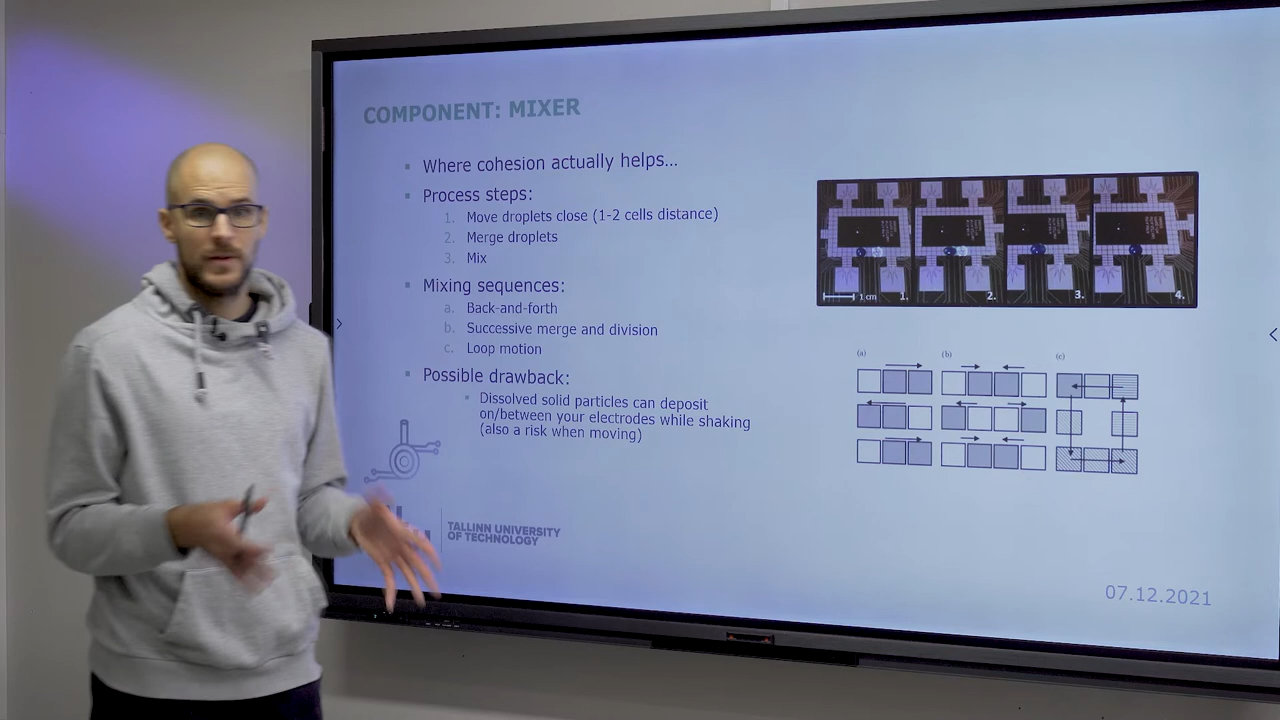 COMPONENT: MIXER
Where cohesion actually helps...
Process steps:
1. Move droplets close (1-2 cells distance)
2. Merge droplets
3. Mix
Mixing sequences:
a. Back-and-forth
b. Successive merge and division
c. Loop motion
Possible drawback:
Dissolved solid particles can deposit
on/between your electrodes while shaking
(also a risk when moving)
1 cm
1.
2.
3.
4.
(a)
(b)
(c)
TALLINN UNIVERSITY
OF TECHNOLOGY
07.12.2021